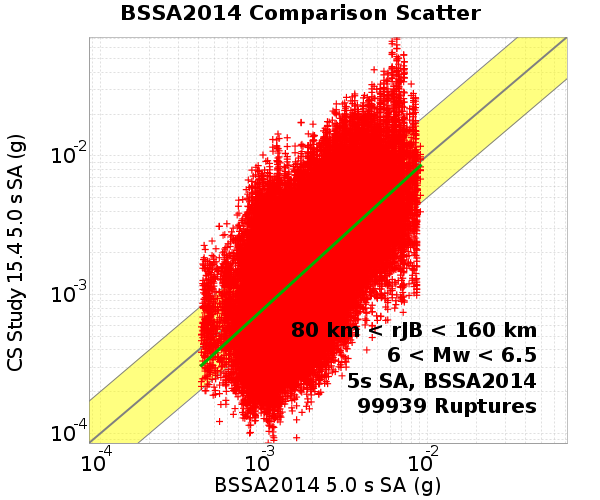 BSSA2014 Comparison Scatter
CS Study 15.4 5.0 s SA (g)
10-2
10-3
10-4
80 km < rJB < 160 km
6 < Mw < 6.5
5s SA, BSSA2014
99939 Ruptures
10-4 10-3 10-2
BSSA2014 5.0 s SA (g)